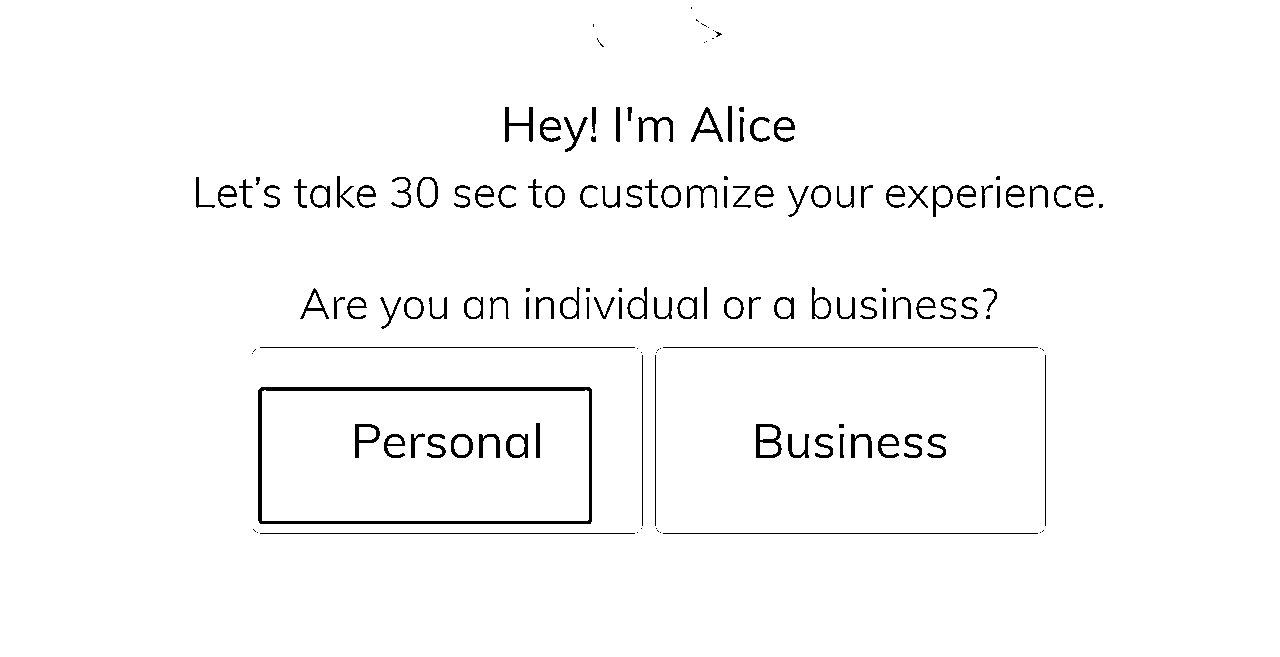 Hey! I'm Alice
Let’s take 30 sec to customize your experience.
Are you an individual or a business?
Personal
Business